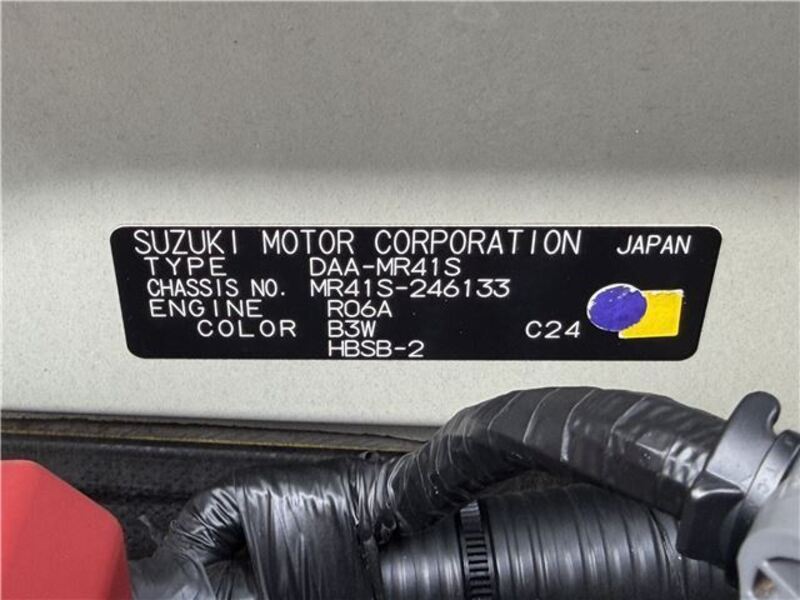 SUZUKI MOTOR CORPORATION JAPAN
TYPE DAA-MR41S
CHASSIS NO. MR41S-246133
ENGINE R06A
COLOR B3W C24
HBSB-2